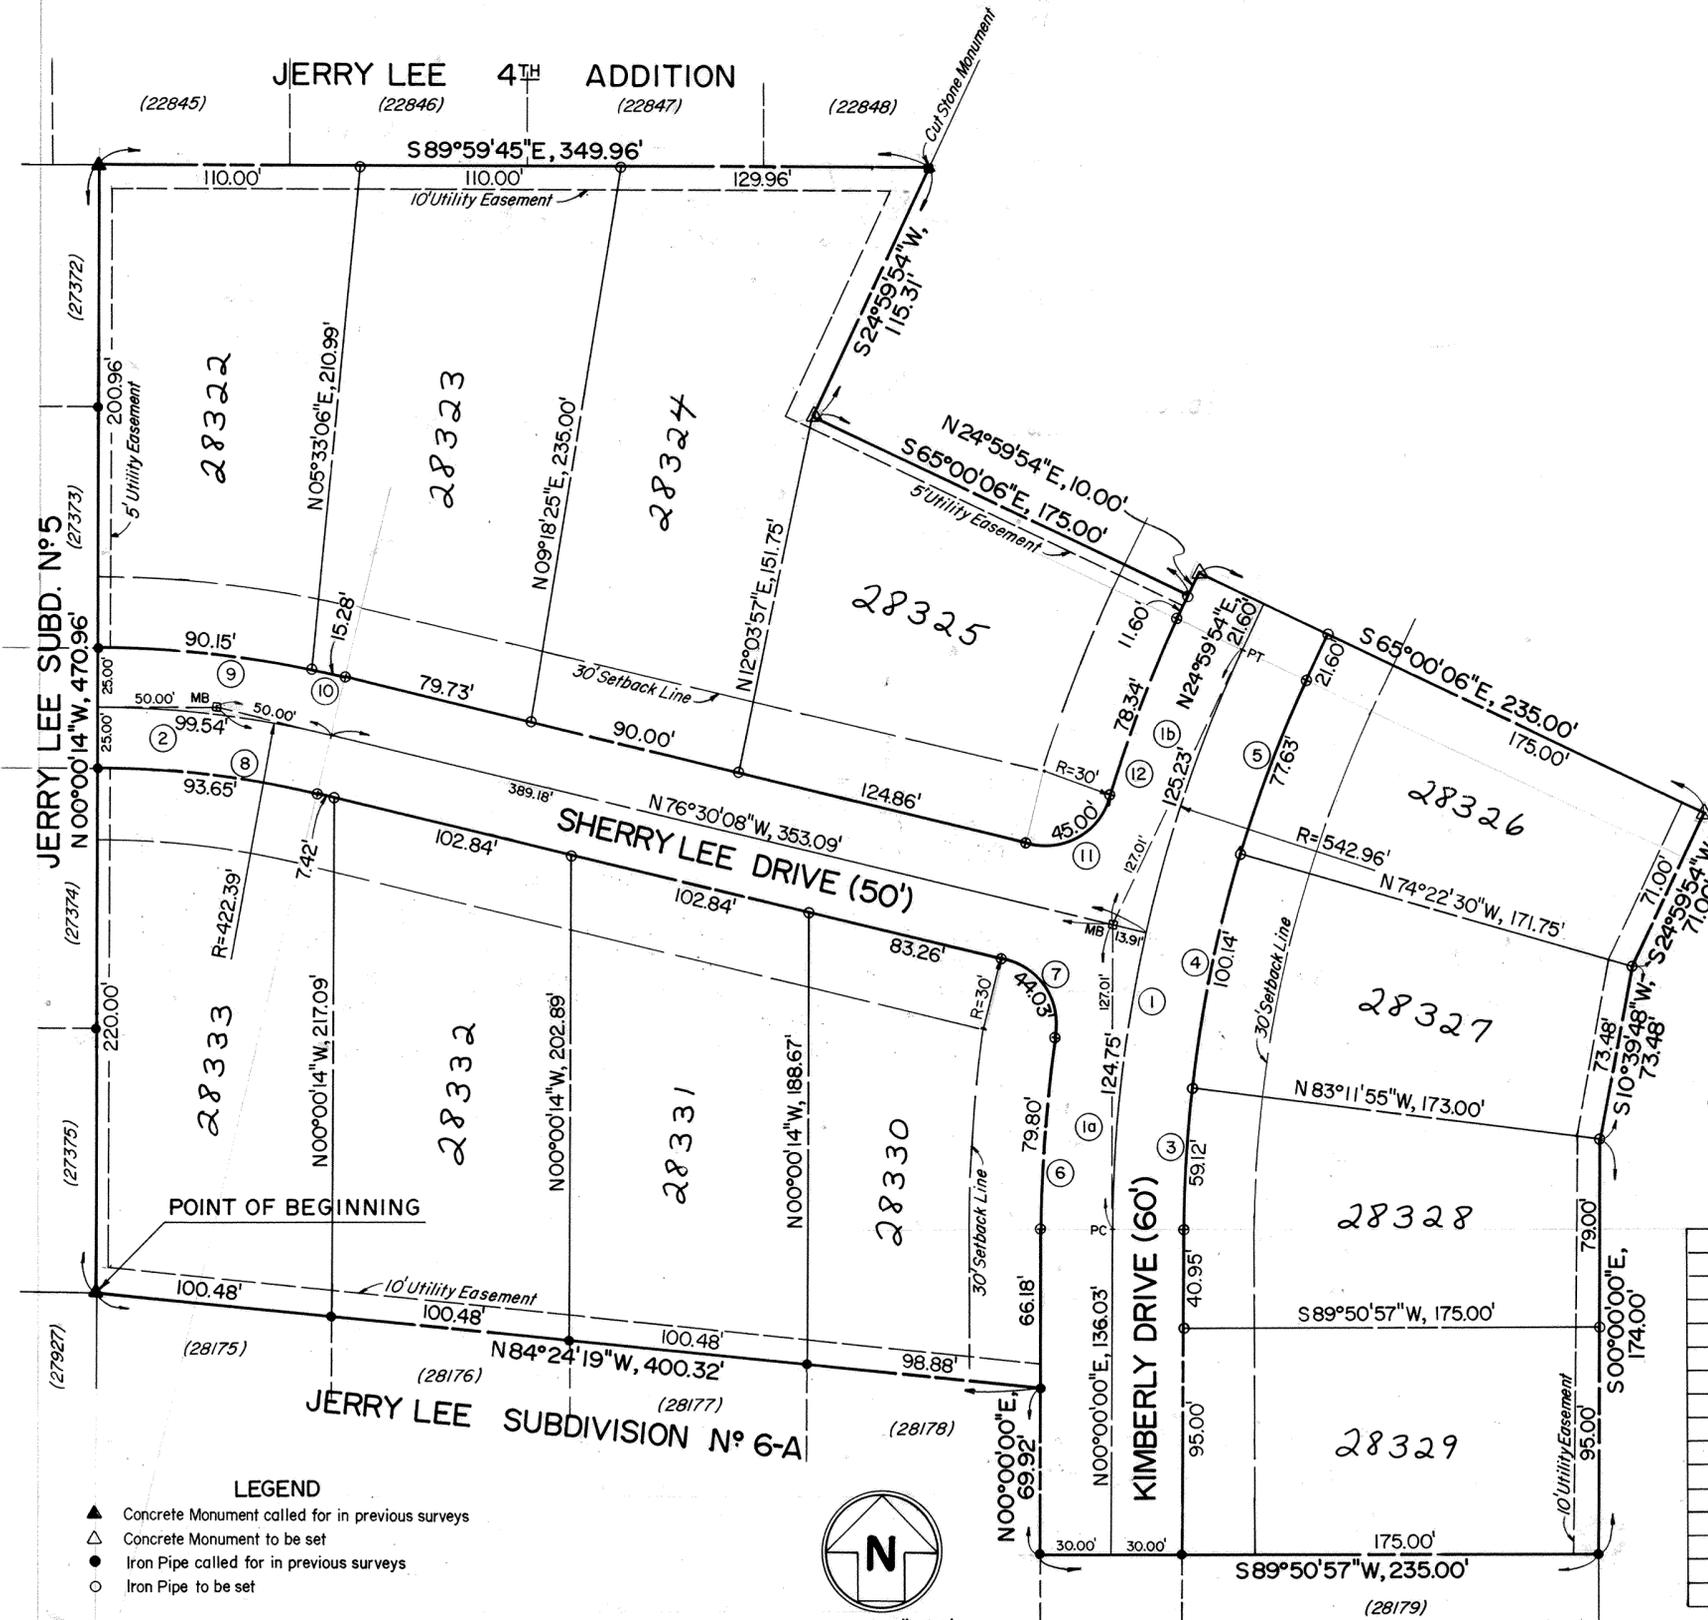 JERRY LEE 4TH ADDITION
(22845)
(22846)
(22847)
(22848)
Cut Stone Monument
S89°59'45"E, 349.96'
110.00'
110.00'
129.96'
10' Utility Easement
S24°59'54"W,
115.31'
(27372)
200.96'
5' Utility Easement
(27373)
28322
N05°33'06"E, 210.99'
28323
N09°18'25"E, 235.00'
28324
N12°03'57"E, 151.75'
N24°59'54"E, 10.00'
S65°00'06"E, 175.00'
5' Utility Easement
28325
11.60'
N24°59'54"E,
21.60'
PT
21.60'
S65°00'06"E, 235.00'
175.00'
JERRY LEE SUBD. Nº 5
N00°00'14"W, 470.96'
90.15'
9
15.28'
10
30' Setback Line
79.73'
90.00'
78.34'
1b
12
R=30'
124.86'
45.00'
11
125.23'
5
77.63'
28326
R=542.96'
N74°22'30"W, 171.75'
71.00'
S24°59'54"W,
71.00'
25.00'
50.00'
MB
50.00'
99.54'
2
25.00'
8
93.65'
389.18'
N76°30'08"W, 353.09'
SHERRY LEE DRIVE (50')
127.01'
7.42'
102.84'
102.84'
83.26'
R=422.39'
MB
13.91'
(27374)
220.00'
28333
N00°00'14"W, 217.09'
28332
N00°00'14"W, 202.89'
28331
N00°00'14"W, 188.67'
28330
R=30'
44.03'
7
127.01'
124.75'
1
4
100.14'
30' Setback Line
28327
73.48'
S10°39'48"W,
73.48'
N83°11'55"W, 173.00'
79.80'
6
1a
3
59.12'
(27375)
POINT OF BEGINNING
30' Setback Line
PC
KIMBERLY DRIVE (60')
28328
79.00'
66.18'
40.95'
S89°50'57"W, 175.00'
S00°00'00"E,
174.00'
100.48'
10' Utility Easement
100.48'
100.48'
98.88'
N84°24'19"W, 400.32'
(27927)
(28175)
(28176)
(28177)
(28178)
JERRY LEE SUBDIVISION Nº 6-A
N00°00'00"E,
69.92'
N00°00'00"E, 136.03'
95.00'
28329
10' Utility Easement
95.00'
30.00'
30.00'
175.00'
S89°50'57"W, 235.00'
(28179)
LEGEND
Concrete Monument called for in previous surveys
Concrete Monument to be set
Iron Pipe called for in previous surveys
Iron Pipe to be set
N